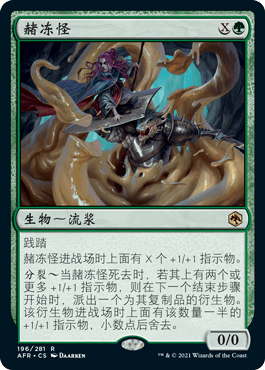 赭冻怪 X
生物～流浆
践踏
赭冻怪进战场时上面有 X 个 +1/+1 指示物。
分裂～当赭冻怪死去时，若其上有两个或
更多 +1/+1 指示物，则在下一个结束步骤
开始时，派出一个为其复制品的衍生物。
该衍生物进战场时上面有该数量一半的
+1/+1 指示物，小数点后舍去。
0/0
196/281 R
AFR • CS DAARKEN
™ & © 2021 Wizards of the Coast